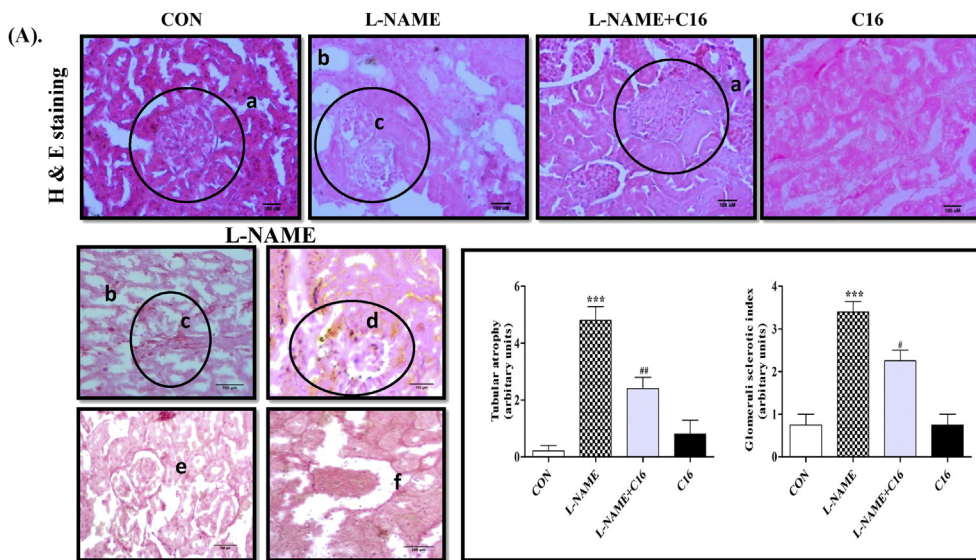 (A).
CON
L-NAME
L-NAME+C16
C16
H & E staining
a
b
c
a
100 uM
100 uM
100 uM
100 uM
L-NAME
b
c
d
e
f
Tubular atrophy
(arbitary units)
6
4
2
0
***
##
CON
L-NAME
L-NAME+C16
C16
Glomeruli sclerotic index
(arbitary units)
4
3
2
1
0
***
#
CON
L-NAME
L-NAME+C16
C16